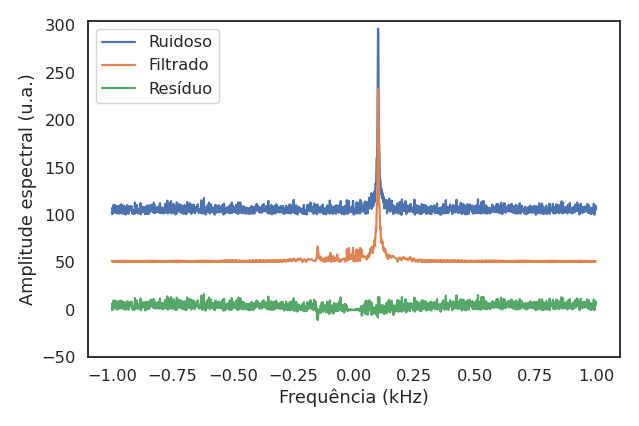 Ruidoso
Filtrado
Resíduo
Amplitude espectral (u.a.)
300
250
200
150
100
50
0
−50
−1.00 −0.75 −0.50 −0.25 0.00 0.25 0.50 0.75 1.00
Frequência (kHz)